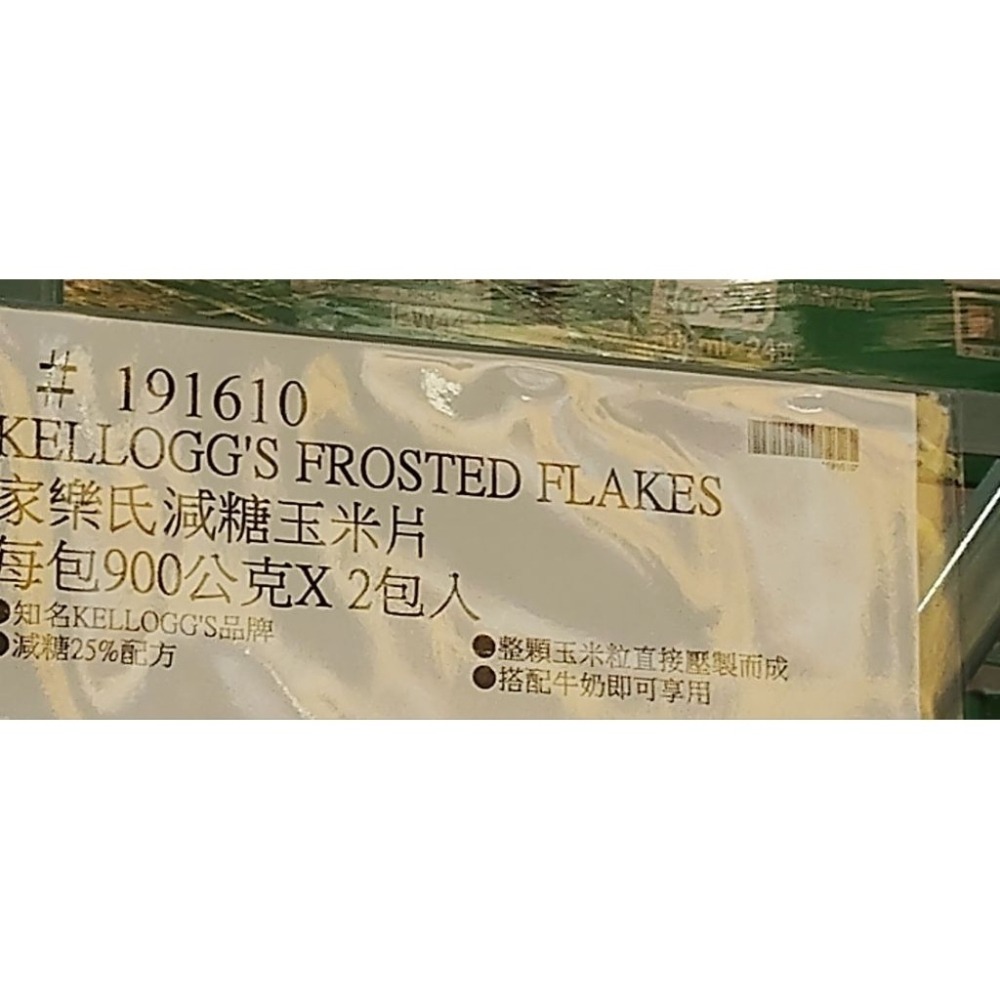 # 191610
KELLOGG'S FROSTED FLAKES
家樂氏減糖玉米片
每包900公克X 2包入
●知名KELLOGG'S品牌
●減糖25%配方
●整顆玉米粒直接壓製而成
●搭配牛奶即可享用